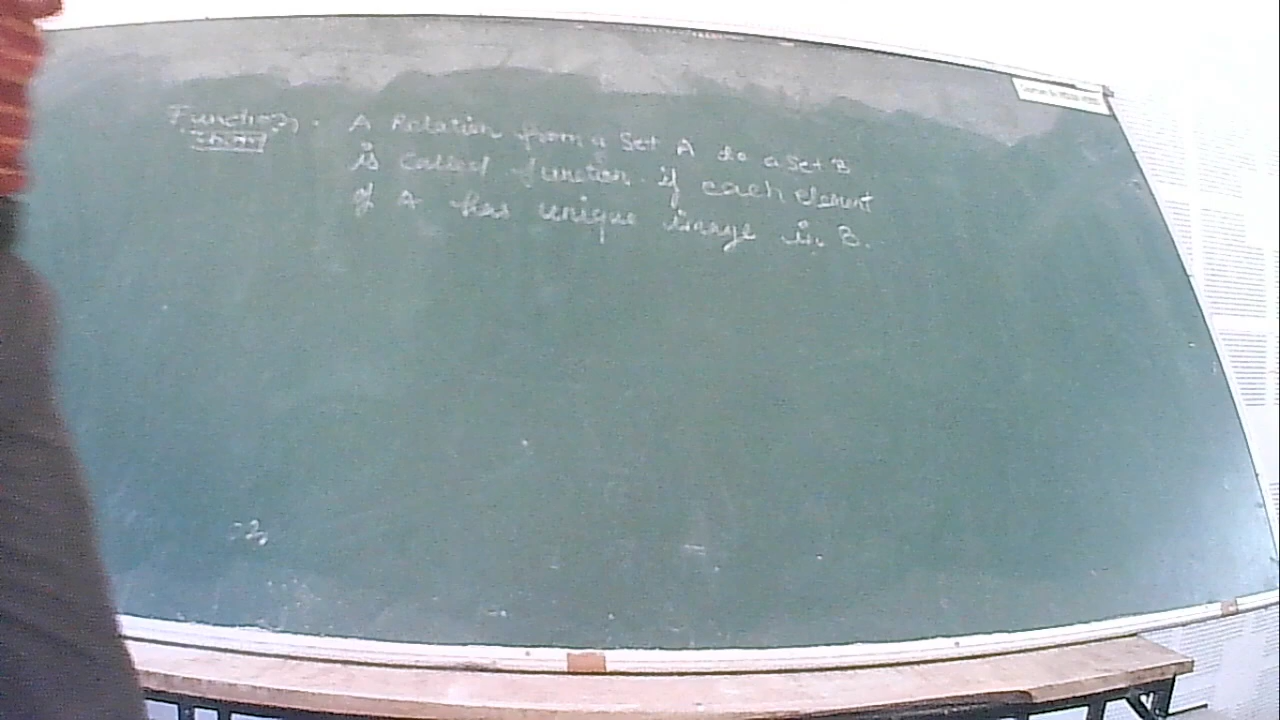 Function. A Relation from a Set A to a Set B
is called function. if each element
of A has unique image in B.